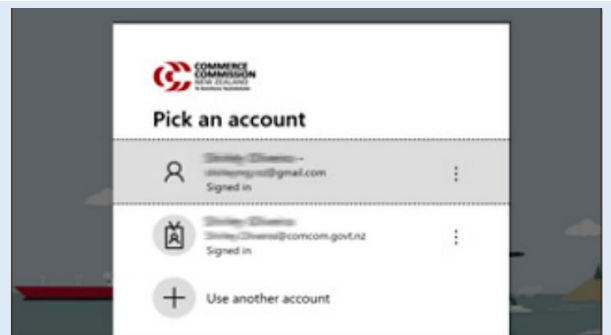 COMMERCE
COMMISSION
NEW ZEALAND
Pick an account
@gmail.com
Signed in
@comcom.govt.nz
Signed in
Use another account